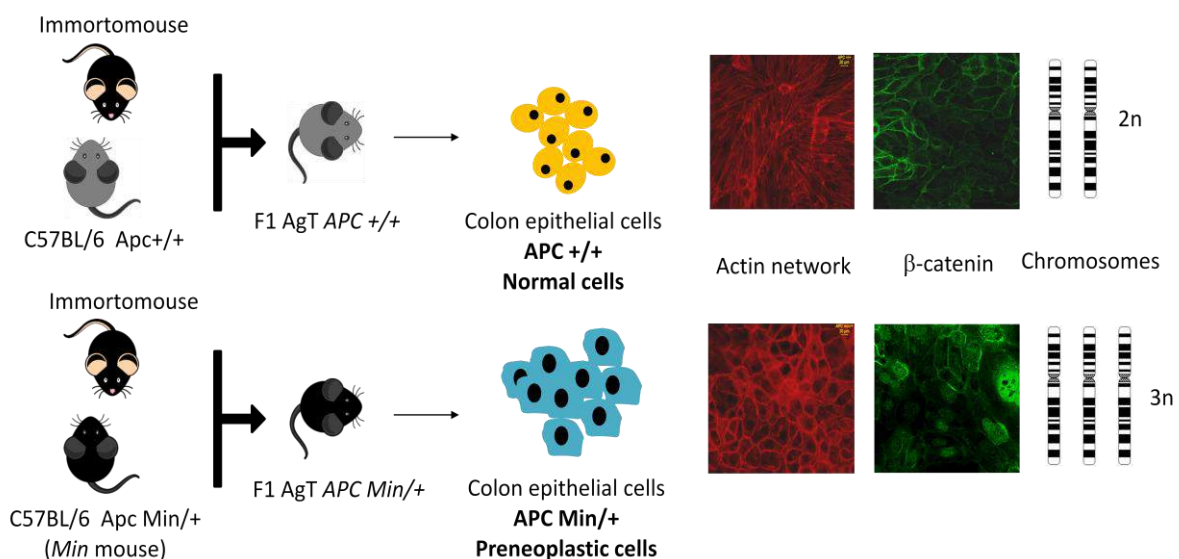 Immortomouse
C57BL/6 Apc+/+
F1 AgT APC +/+
Colon epithelial cells
APC +/+
Normal cells
2n
Actin network
β-catenin
Chromosomes
Immortomouse
C57BL/6 Apc Min/+
(Min mouse)
F1 AgT APC Min/+
Colon epithelial cells
APC Min/+
Preneoplastic cells
3n